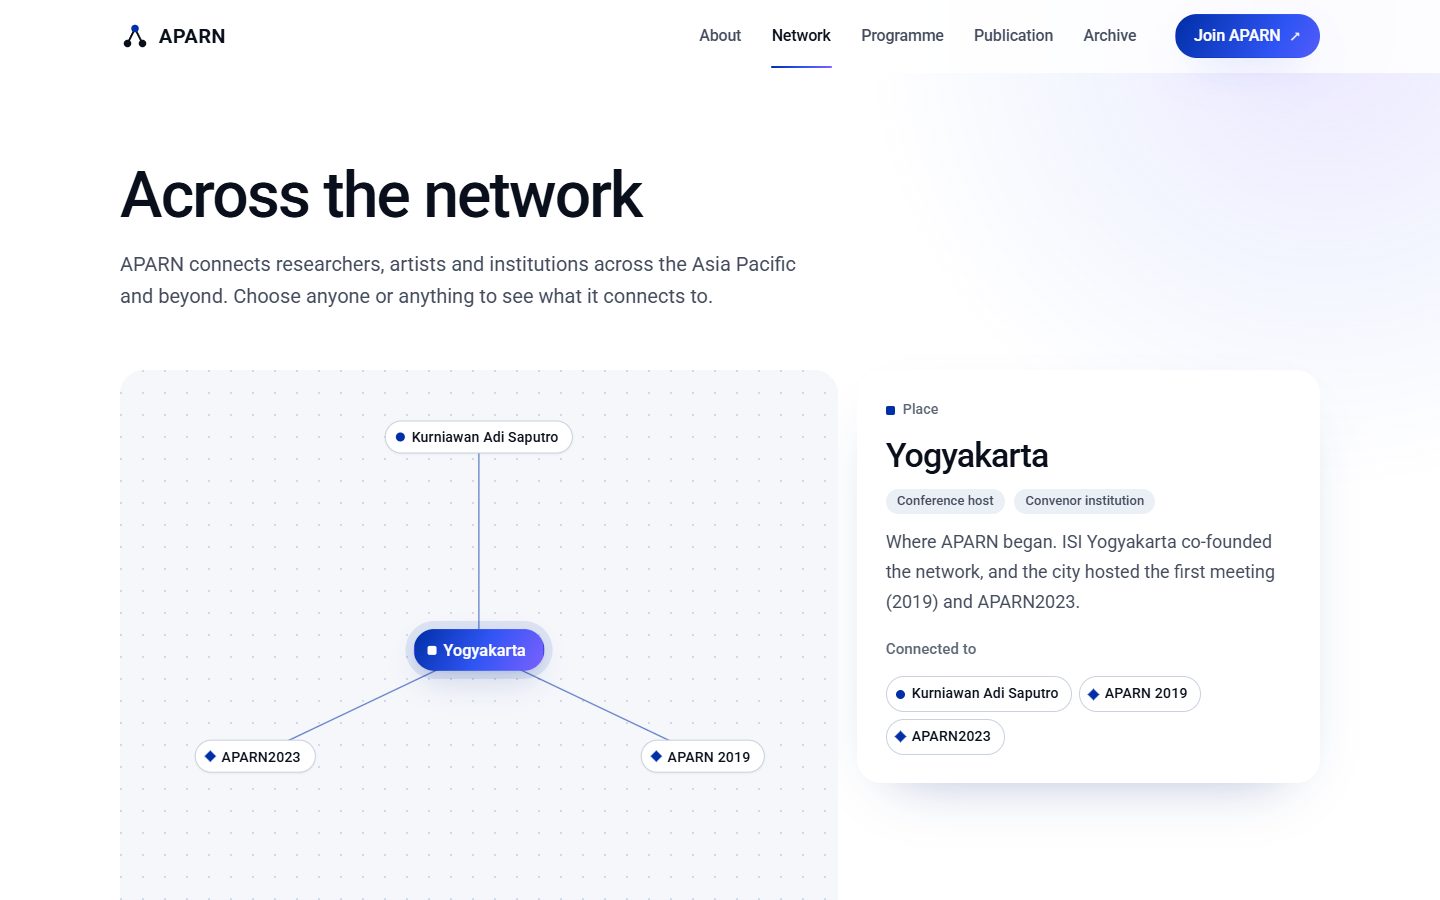 APARN
About
Network
Programme
Publication
Archive
Join APARN ↗
Across the network
APARN connects researchers, artists and institutions across the Asia Pacific
and beyond. Choose anyone or anything to see what it connects to.
Kurniawan Adi Saputro
Yogyakarta
APARN2023
APARN 2019
Place
Yogyakarta
Conference host
Convenor institution
Where APARN began. ISI Yogyakarta co-founded
the network, and the city hosted the first meeting
(2019) and APARN2023.
Connected to
Kurniawan Adi Saputro
APARN 2019
APARN2023